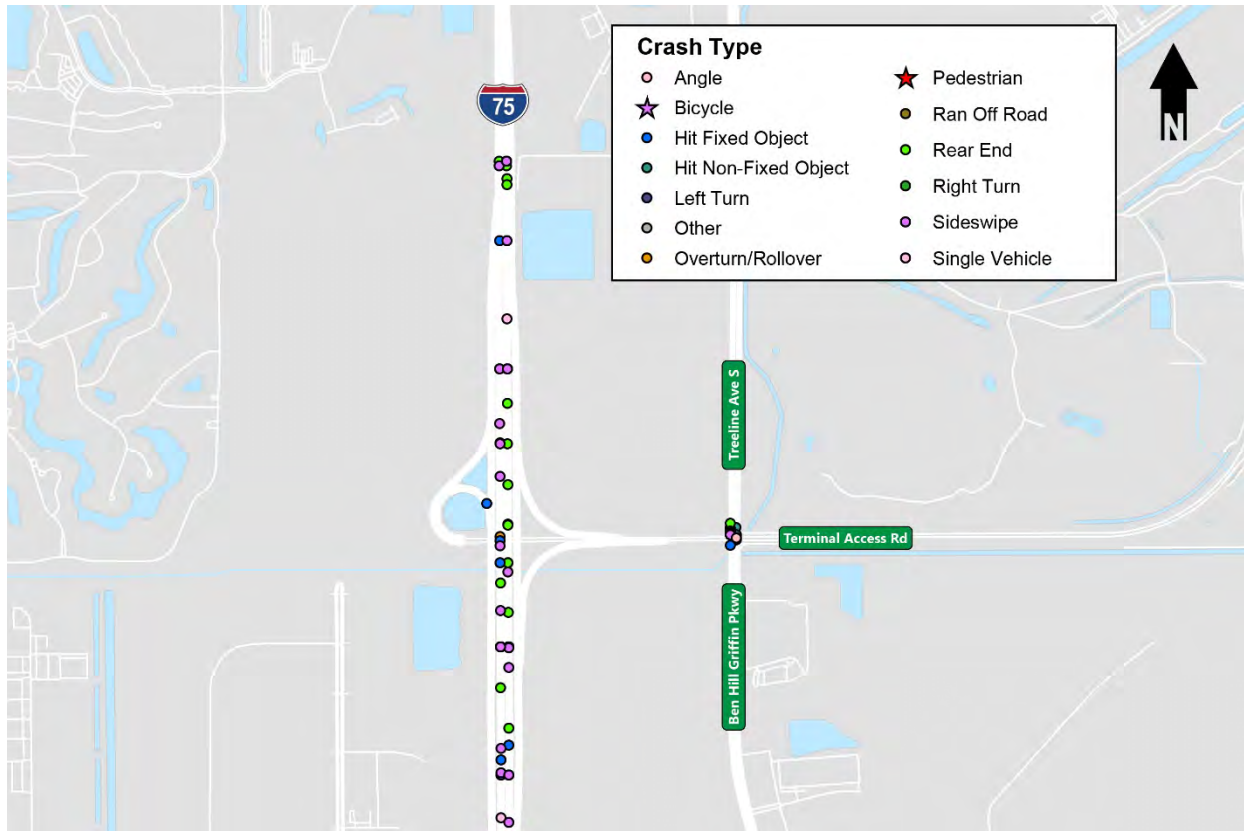 Crash Type
Angle
Bicycle
Hit Fixed Object
Hit Non-Fixed Object
Left Turn
Other
Overturn/Rollover
Pedestrian
Ran Off Road
Rear End
Right Turn
Sideswipe
Single Vehicle
N
75
Treeline Ave S
Terminal Access Rd
Ben Hill Griffin Pkwy